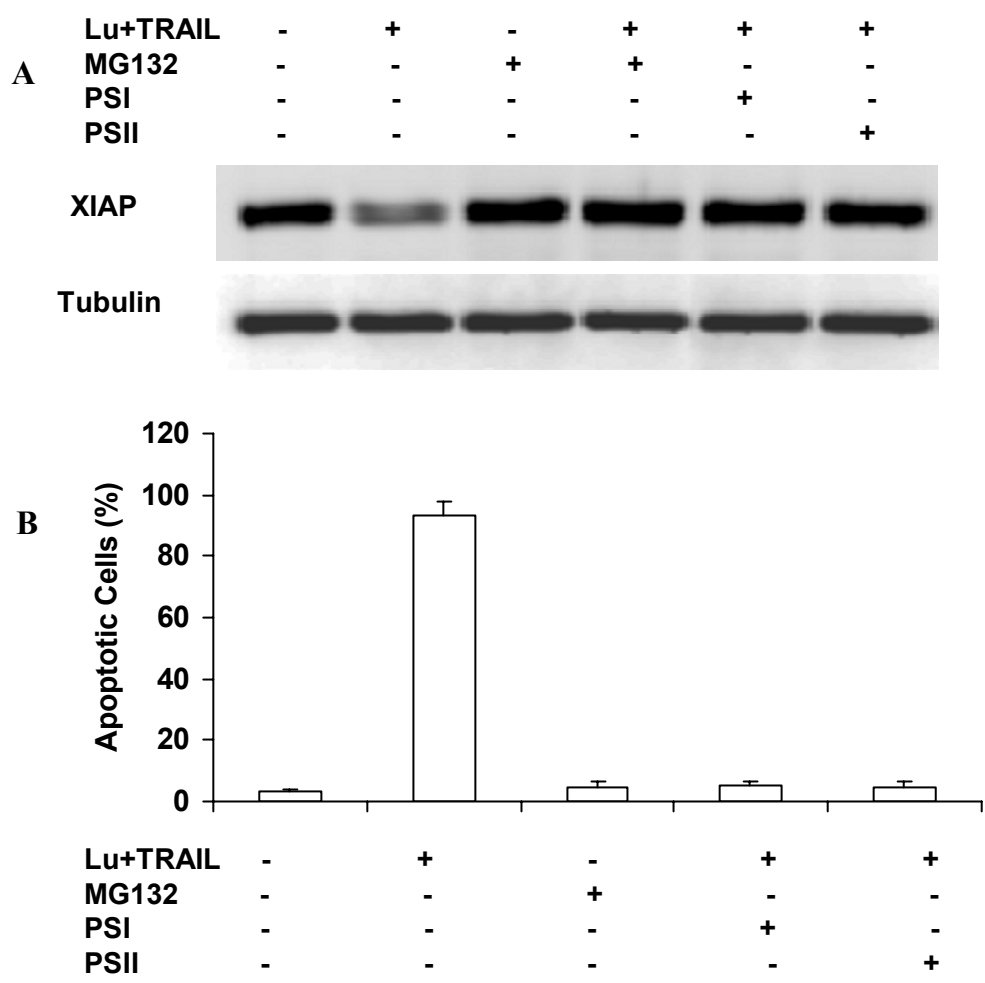 Lu+TRAIL - + - + + +
A
MG132 - - + + - -
PSI - - - - + -
PSII - - - - - +
XIAP
Tubulin
B
Apoptotic Cells (%)
120
100
80
60
40
20
0
Lu+TRAIL - + - + +
MG132 - - + - -
PSI - - - + -
PSII - - - - +